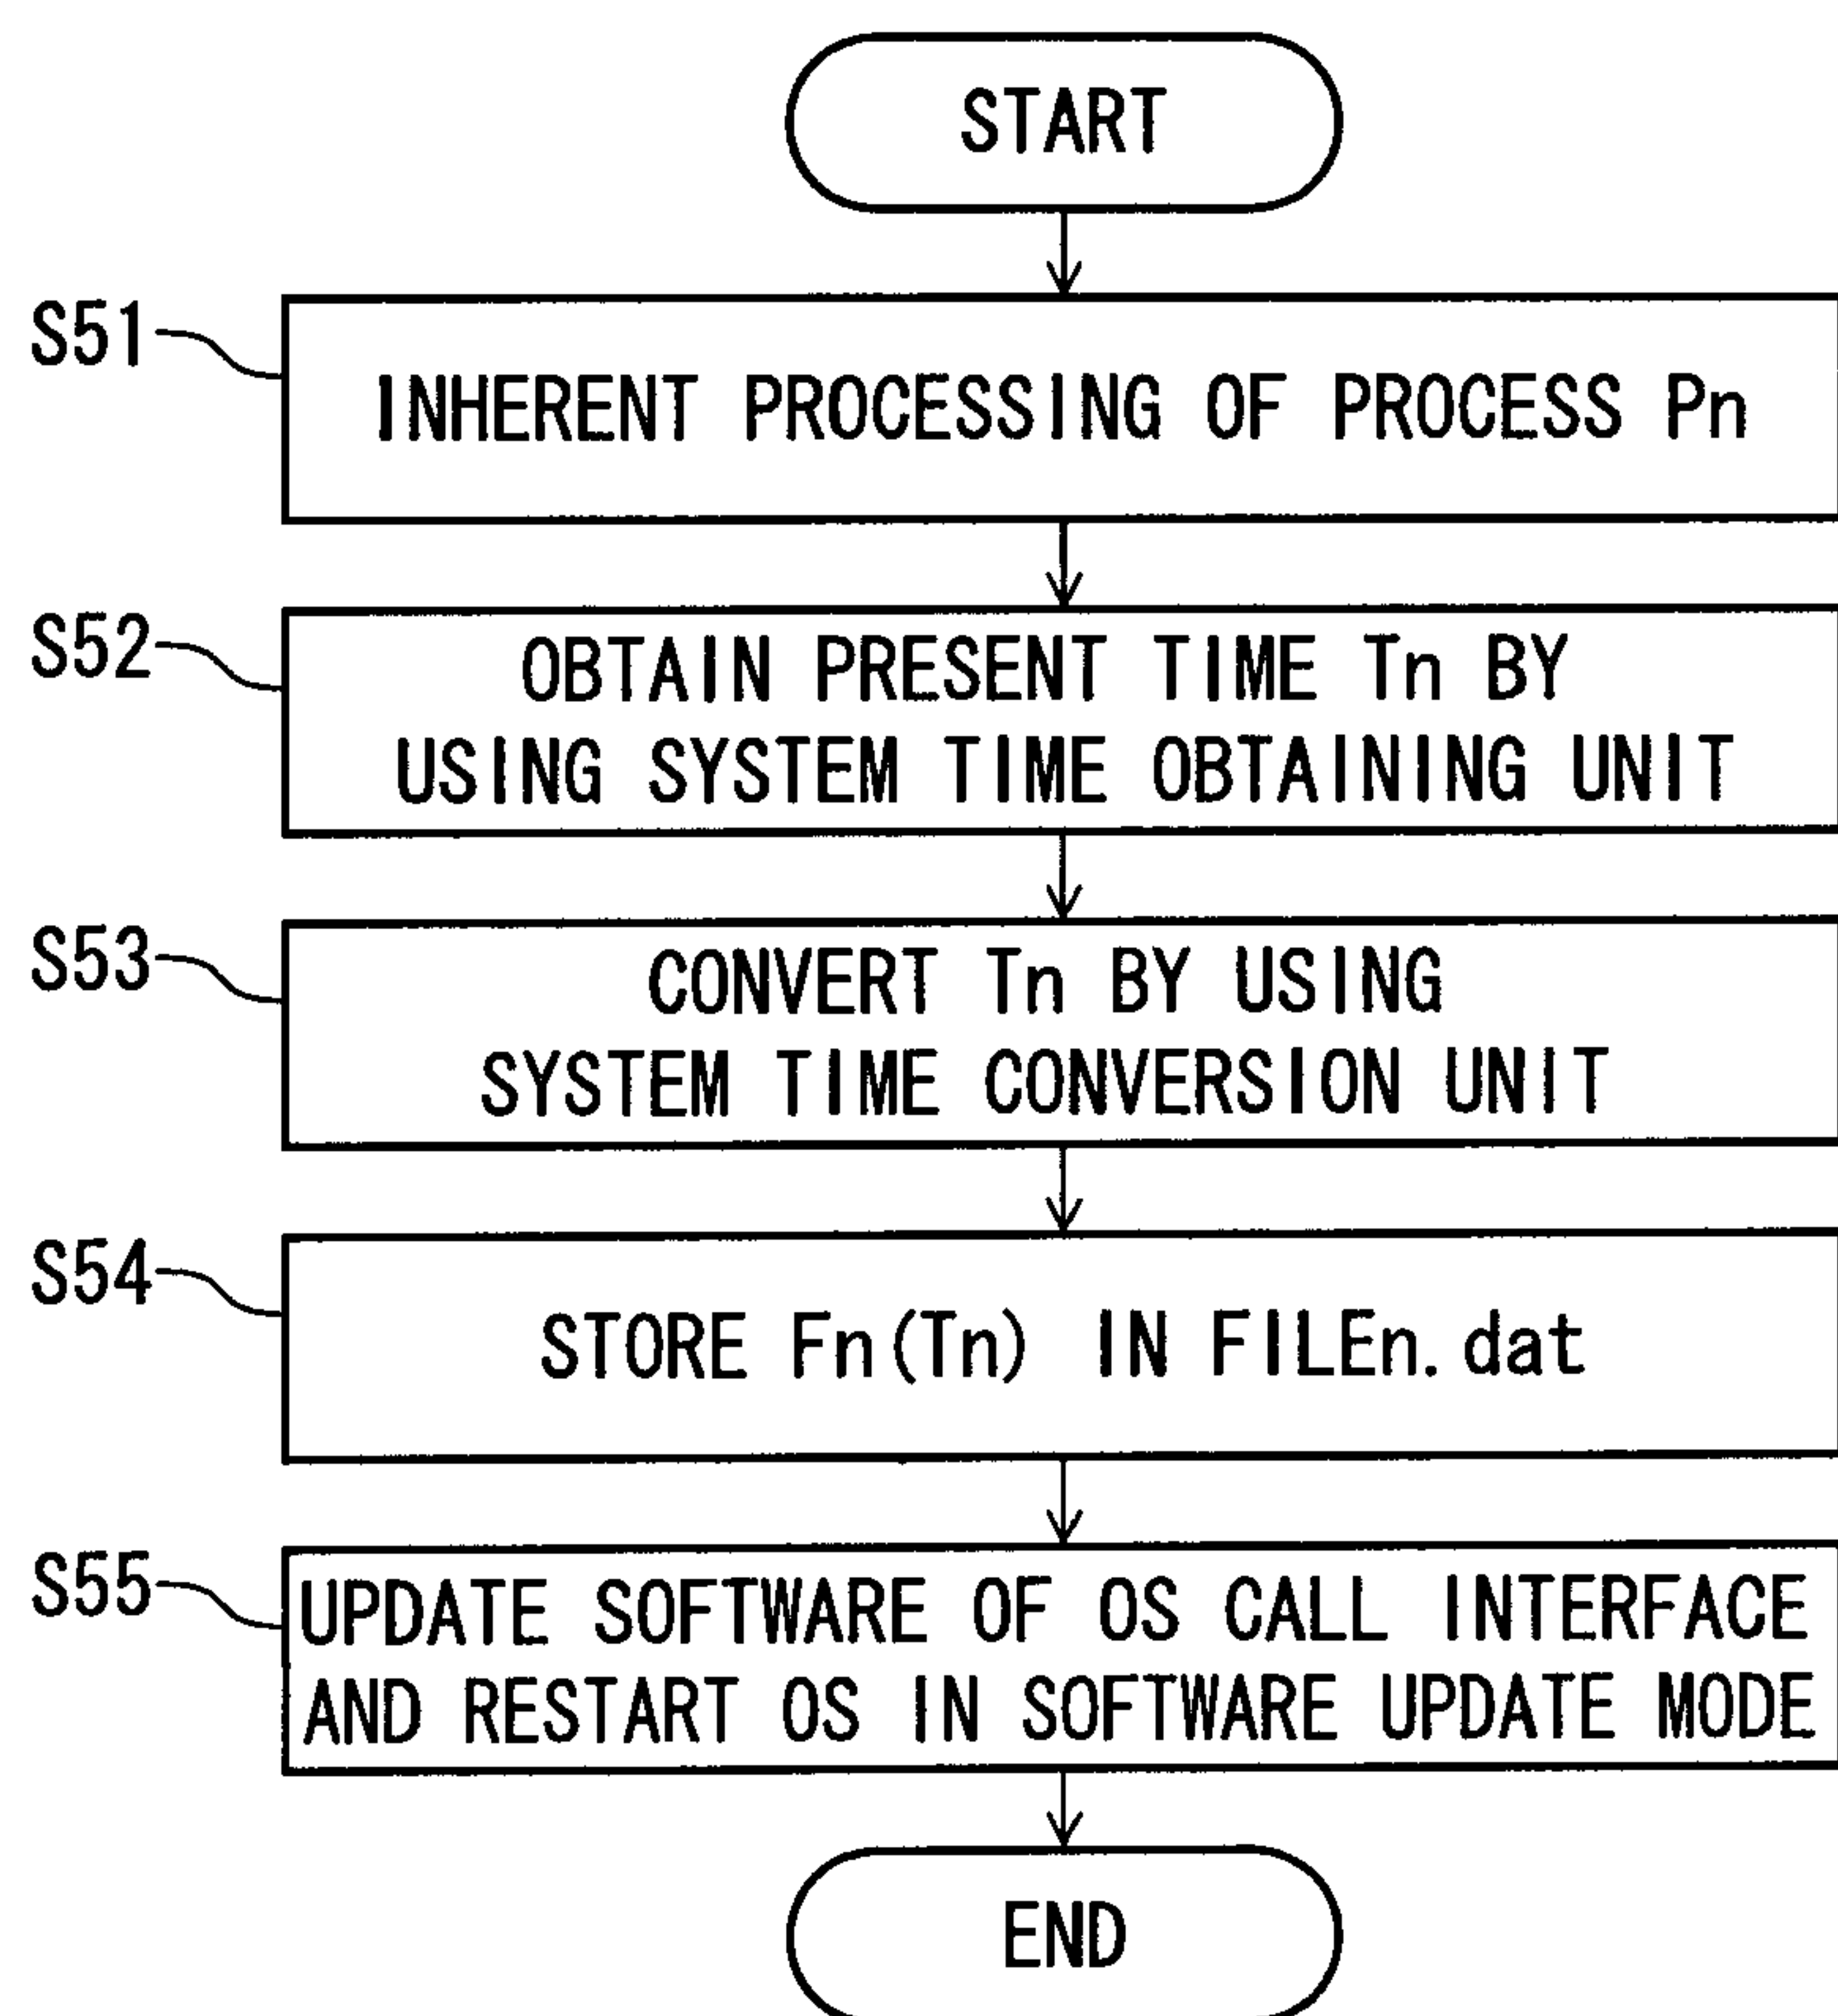 START
S51
INHERENT PROCESSING OF PROCESS Pn
S52
OBTAIN PRESENT TIME Tn BY
USING SYSTEM TIME OBTAINING UNIT
S53
CONVERT Tn BY USING
SYSTEM TIME CONVERSION UNIT
S54
STORE Fn(Tn) IN FILEn.dat
S55
UPDATE SOFTWARE OF OS CALL INTERFACE
AND RESTART OS IN SOFTWARE UPDATE MODE
END